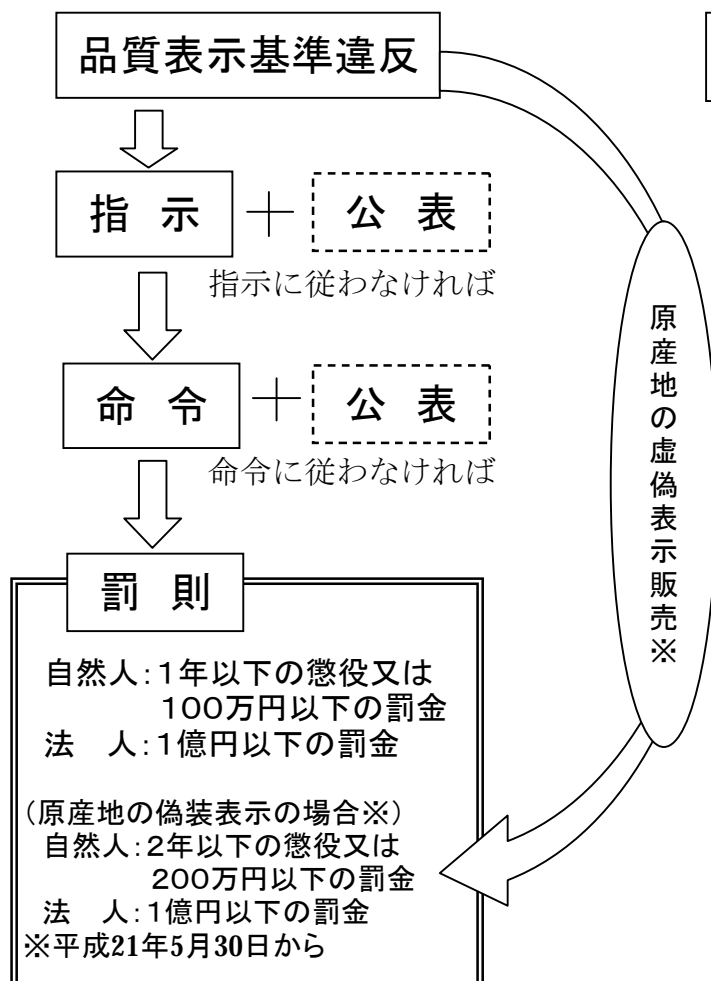 品質表示基準違反
指 示 ＋ 公 表
指示に従わなければ
命 令 ＋ 公 表
命令に従わなければ
原産地の虚偽表示販売※
罰 則
自然人：１年以下の懲役又は
１００万円以下の罰金
法　人：１億円以下の罰金
（原産地の偽装表示の場合※）
自然人：２年以下の懲役又は
２００万円以下の罰金
法　人：１億円以下の罰金
※平成21年5月30日から